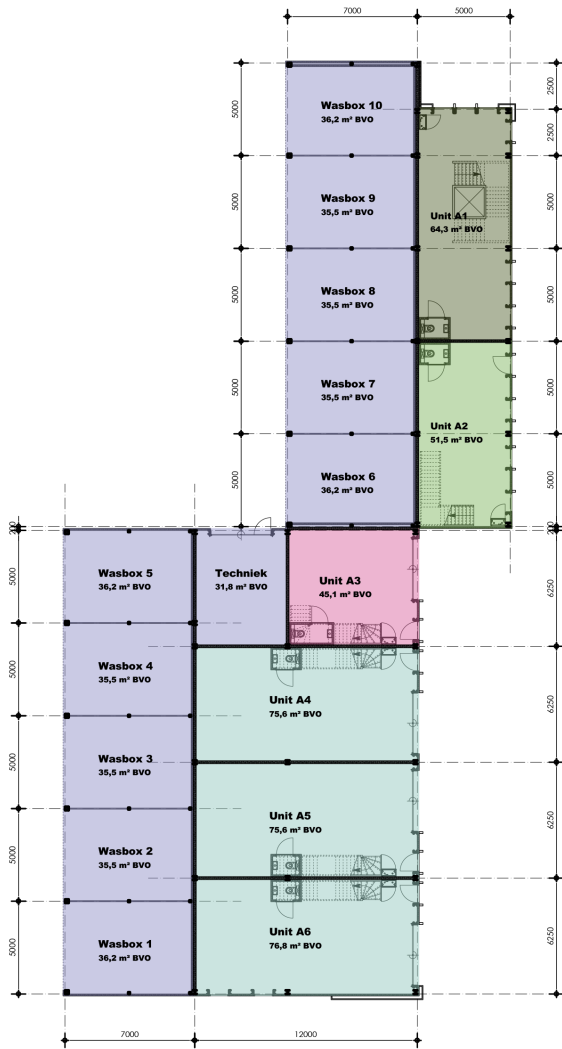 7000
5000
5000
5000
5000
5000
5000
2500
2500
5000
5000
5000
5000
Wasbox 10
36,2 m² BVO
Wasbox 9
35,5 m² BVO
Unit A1
64,3 m² BVO
Wasbox 8
35,5 m² BVO
Wasbox 7
35,5 m² BVO
Unit A2
51,5 m² BVO
Wasbox 6
36,2 m² BVO
Wasbox 5
36,2 m² BVO
Techniek
31,8 m² BVO
Unit A3
45,1 m² BVO
Wasbox 4
35,5 m² BVO
Unit A4
75,6 m² BVO
Wasbox 3
35,5 m² BVO
Unit A5
75,6 m² BVO
Wasbox 2
35,5 m² BVO
Wasbox 1
36,2 m² BVO
Unit A6
76,8 m² BVO
5000
5000
5000
5000
5000
6250
6250
6250
6250
7000
12000